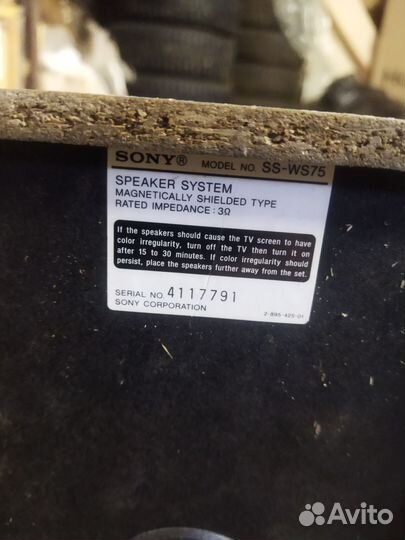 SONY® MODEL NO. SS-WS75
SPEAKER SYSTEM
MAGNETICALLY SHIELDED TYPE
RATED IMPEDANCE : 3Ω
If the speakers should cause the TV screen to have
color irregularity, turn off the TV then turn it on
after 15 to 30 minutes. If color irregularity should
persist, place the speakers further away from the set.
SERIAL NO. 4117791
SONY CORPORATION
2-895-425-01
Avito